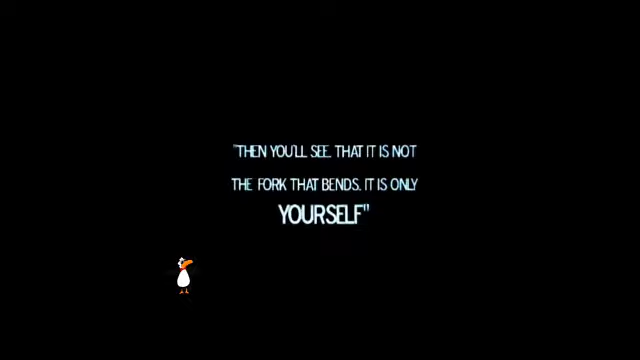 "THEN YOU'LL SEE, THAT IT IS NOT
THE FORK THAT BENDS, IT IS ONLY
YOURSELF"